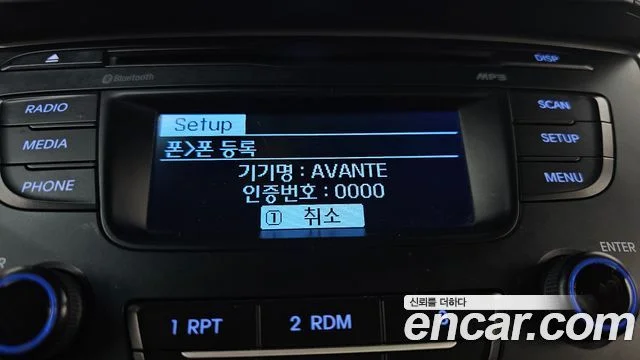 Bluetooth
DISP
MP3
RADIO
SCAN
MEDIA
SETUP
PHONE
MENU
Setup
폰>폰 등록
기기명 : AVANTE
인증번호 : 0000
① 취소
ENTER
1 RPT
2 RDM
신뢰를 더하다
encar.com